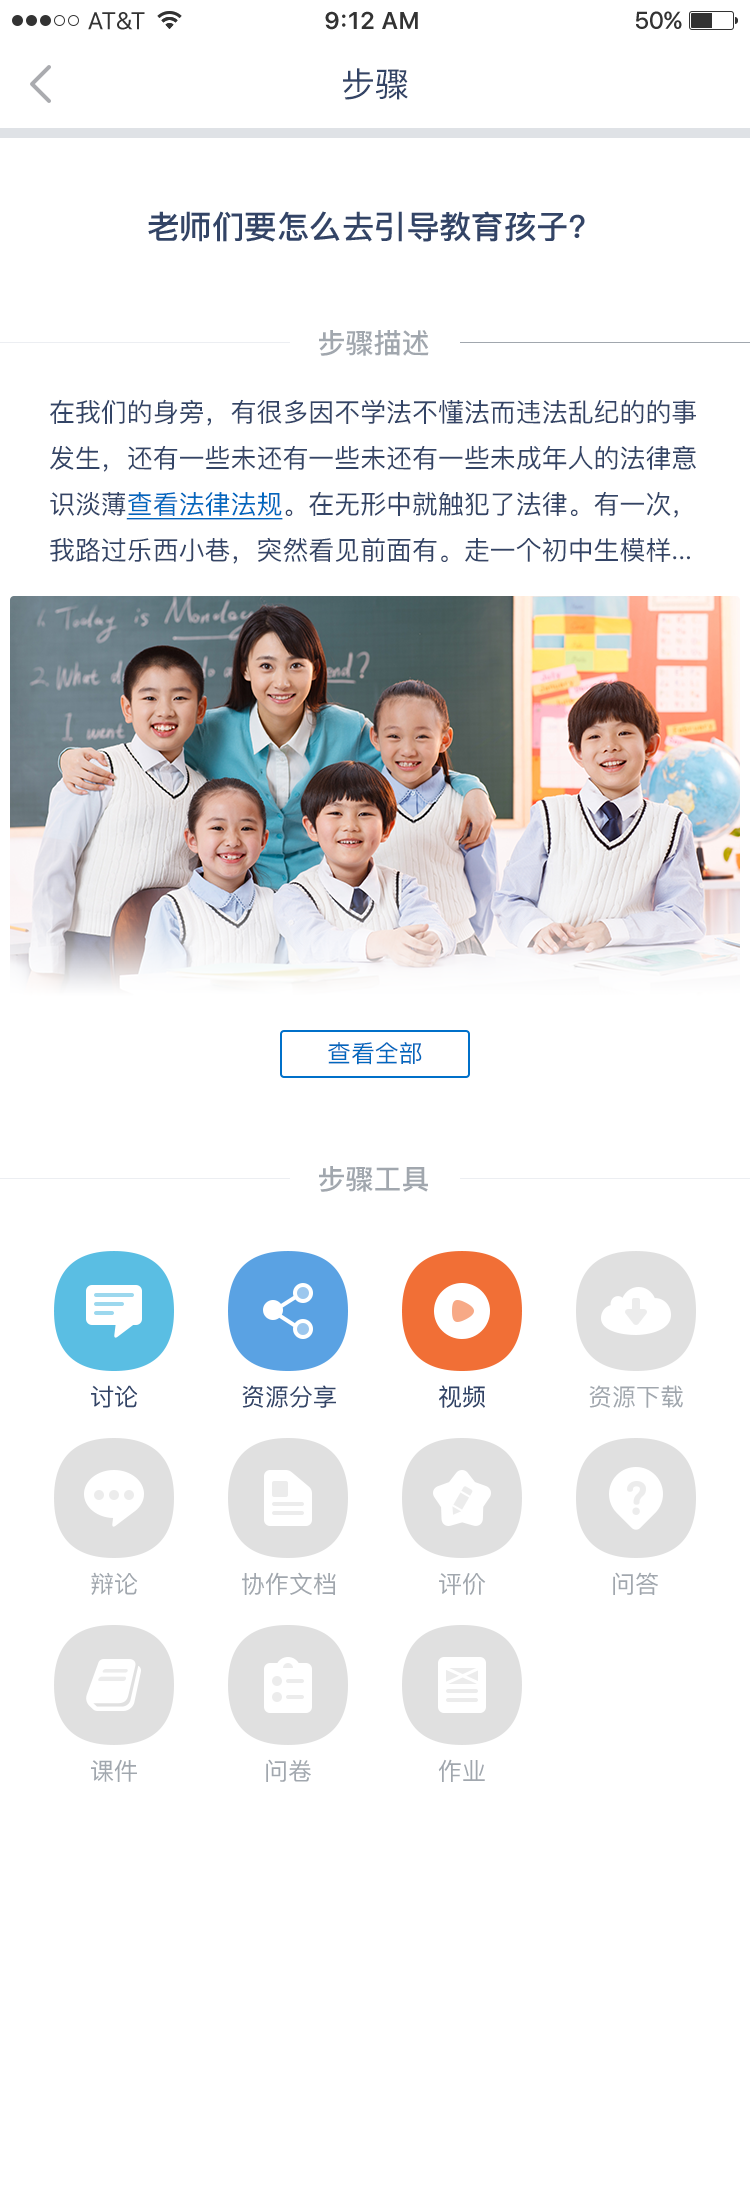 AT&T 9:12 AM 50%
步骤
老师们要怎么去引导教育孩子?
步骤描述
在我们的身旁，有很多因不学法不懂法而违法乱纪的的事
发生，还有一些未还有一些未还有一些未成年人的法律意
识淡薄查看法律法规。在无形中就触犯了法律。有一次，
我路过乐西小巷，突然看见前面有。走一个初中生模样...
1. Today is Monday
2. What d
o a
end?
I went
July
January
February
查看全部
步骤工具
讨论 资源分享 视频 资源下载
辩论 协作文档 评价 问答
课件 问卷 作业